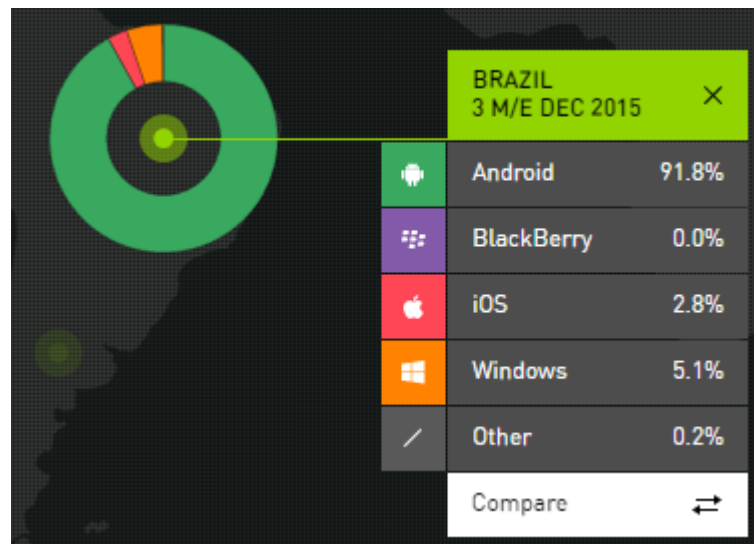 BRAZIL
3 M/E DEC 2015
Android 91.8%
BlackBerry 0.0%
iOS 2.8%
Windows 5.1%
Other 0.2%
Compare